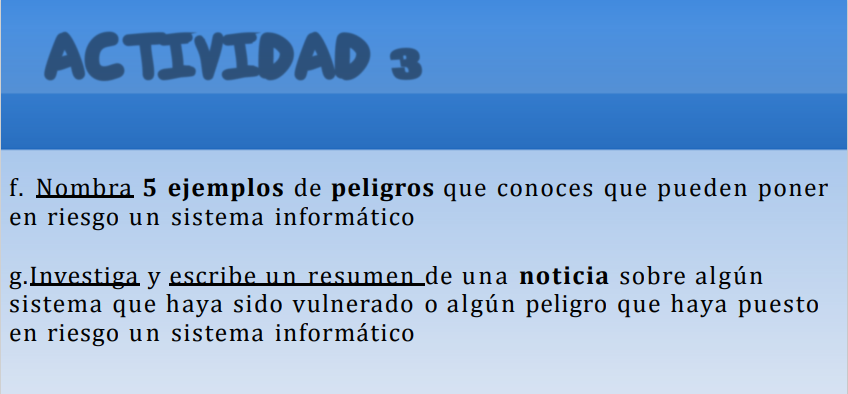 ACTIVIDAD 3
f. Nombra 5 ejemplos de peligros que conoces que pueden poner
en riesgo un sistema informático
g.Investiga y escribe un resumen de una noticia sobre algún
sistema que haya sido vulnerado o algún peligro que haya puesto
en riesgo un sistema informático